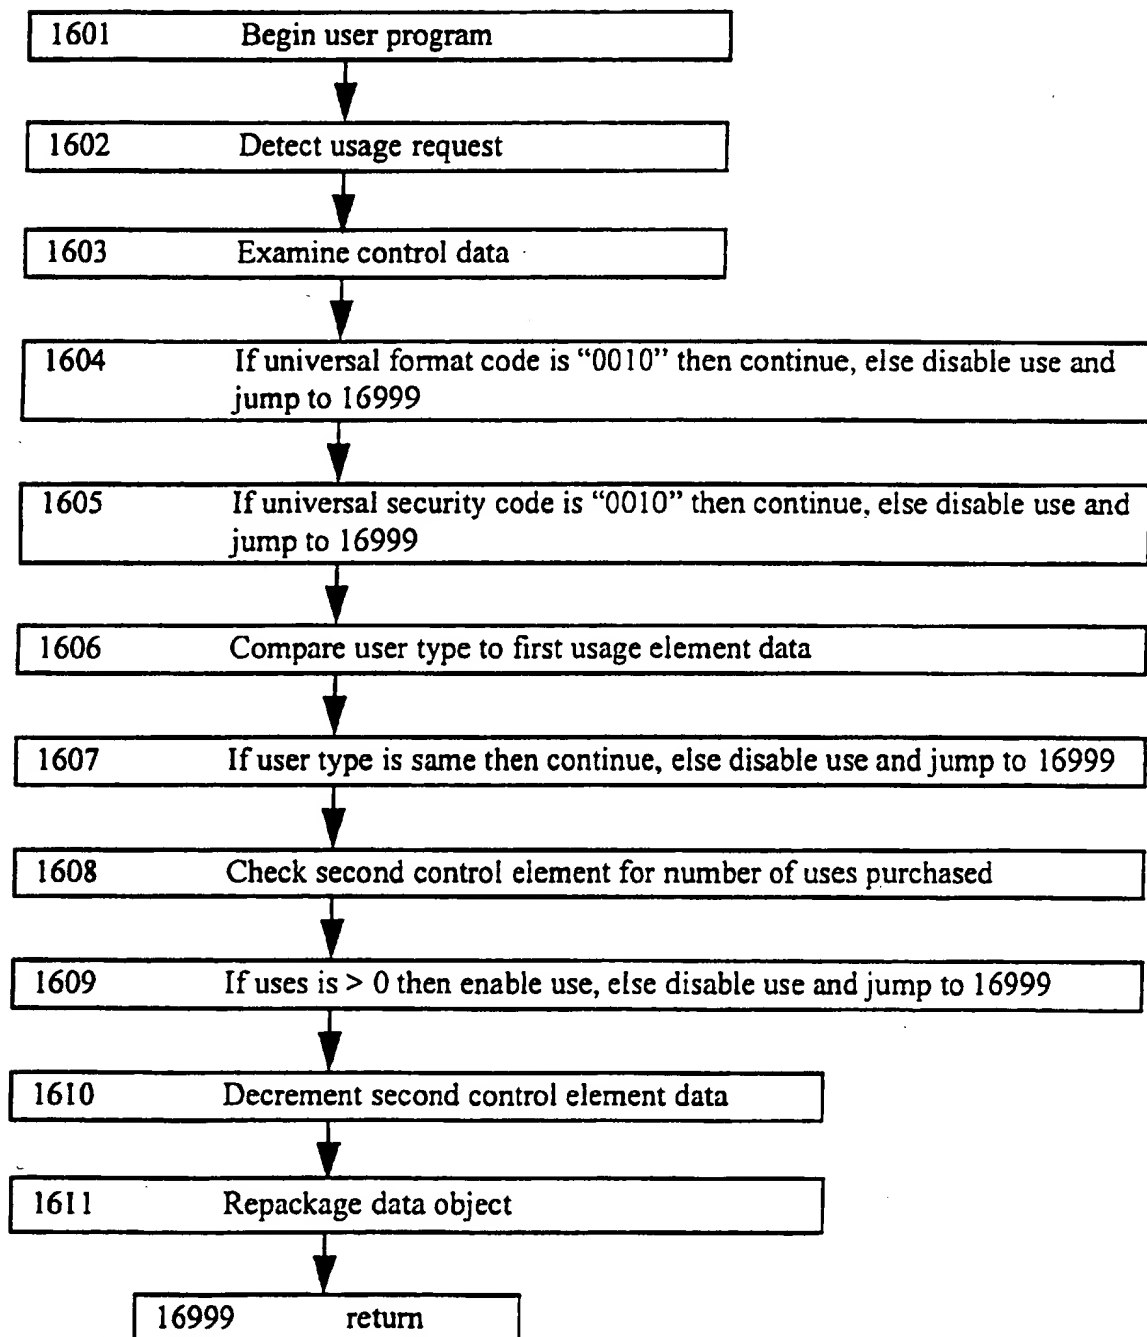 1601 Begin user program
1602 Detect usage request
1603 Examine control data
1604 If universal format code is “0010” then continue, else disable use and
jump to 16999
1605 If universal security code is “0010” then continue, else disable use and
jump to 16999
1606 Compare user type to first usage element data
1607 If user type is same then continue, else disable use and jump to 16999
1608 Check second control element for number of uses purchased
1609 If uses is > 0 then enable use, else disable use and jump to 16999
1610 Decrement second control element data
1611 Repackage data object
16999 return